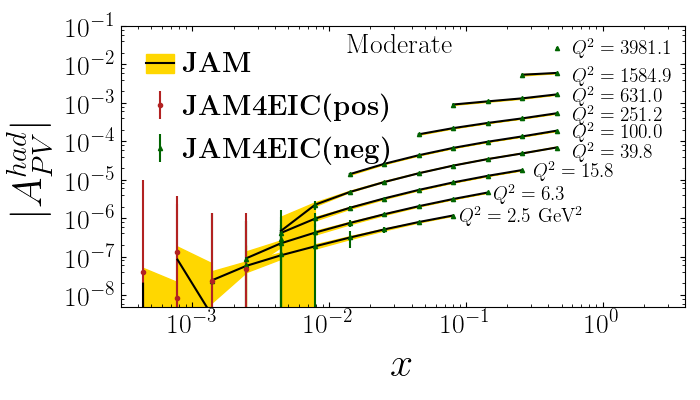 10⁻¹
10⁻²
10⁻³
10⁻⁴
10⁻⁵
10⁻⁶
10⁻⁷
10⁻⁸
|A_{PV}^{had}|
Moderate
JAM
JAM4EIC(pos)
JAM4EIC(neg)
Q² = 3981.1
Q² = 1584.9
Q² = 631.0
Q² = 251.2
Q² = 100.0
Q² = 39.8
Q² = 15.8
Q² = 6.3
Q² = 2.5 GeV²
10⁻³
10⁻²
10⁻¹
10⁰
x